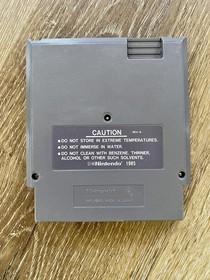 CAUTION
●DO NOT STORE IN EXTREME TEMPERATURES.
●DO NOT IMMERSE IN WATER.
●DO NOT CLEAN WITH BENZENE, THINNER,
ALCOHOL OR OTHER SUCH SOLVENTS.
©®Nintendo 1985
Nintendo